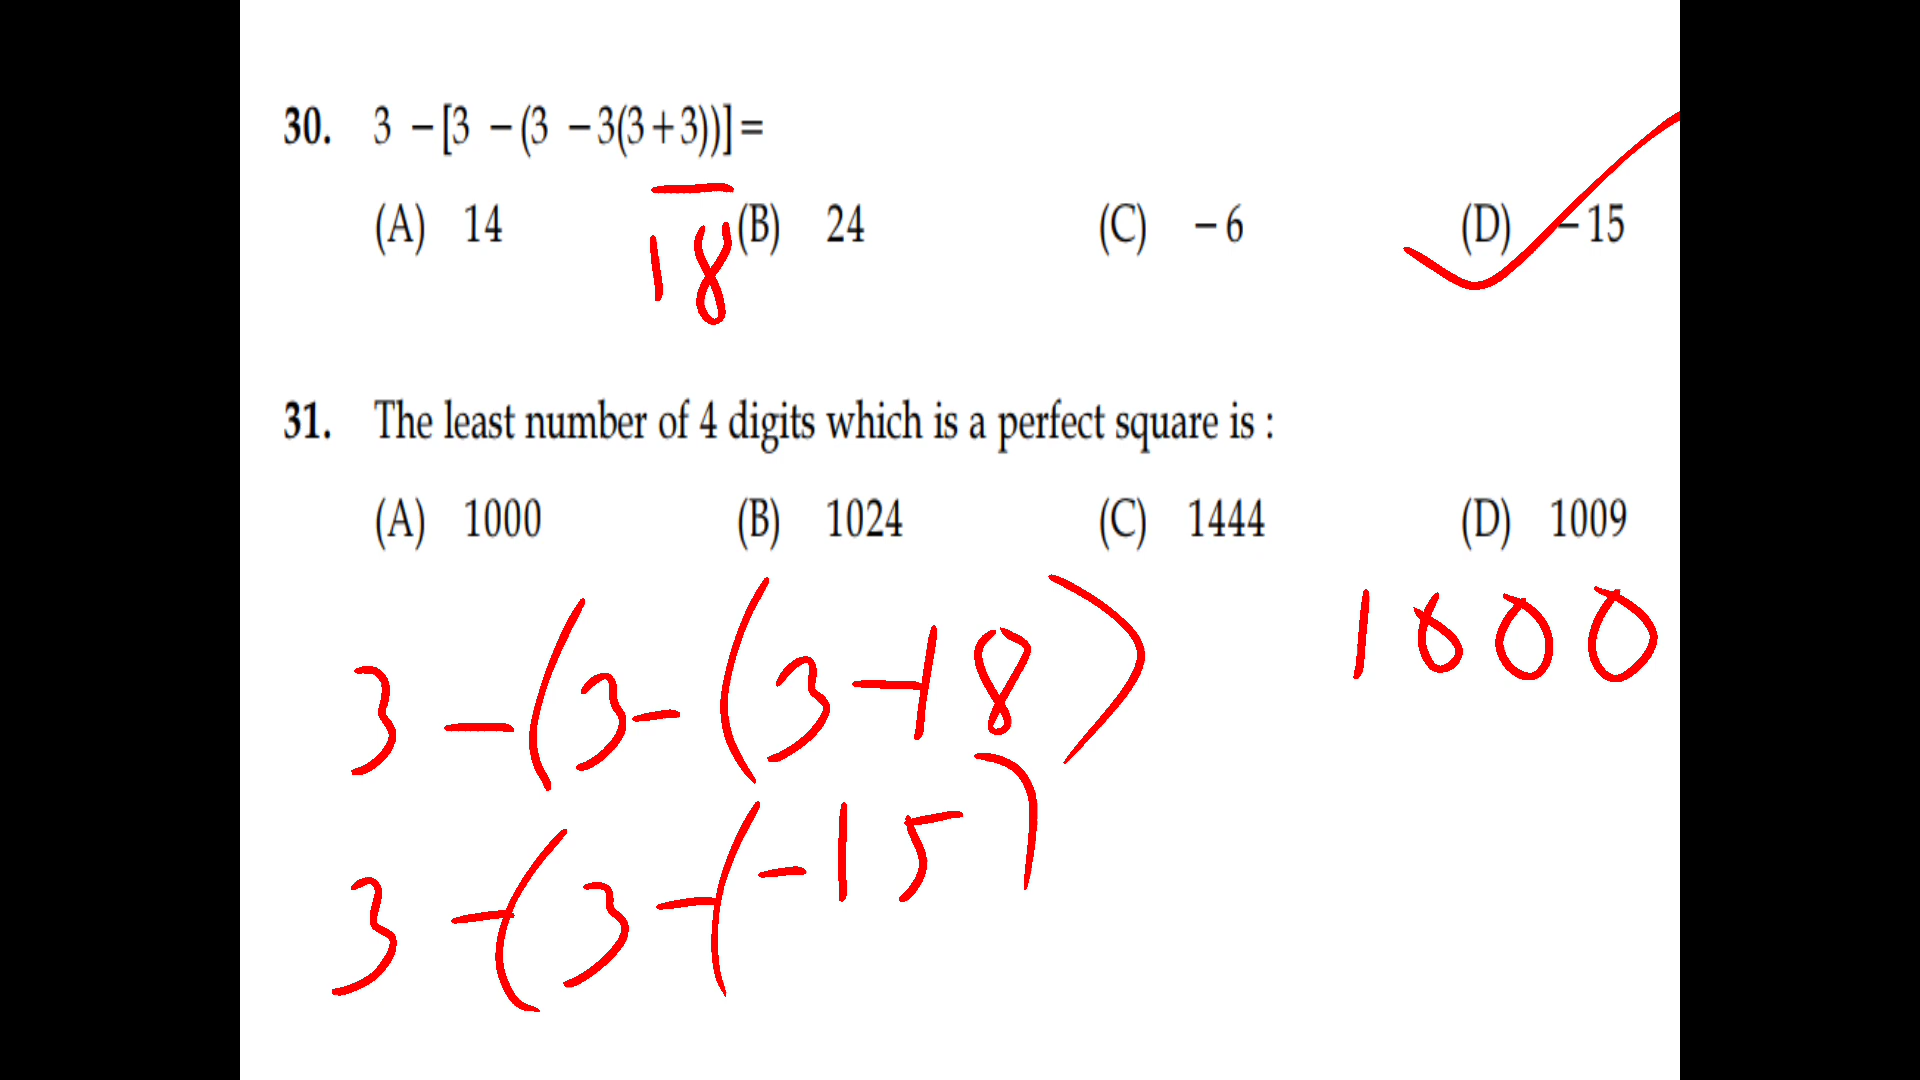 30. 3 – [3 – (3 – 3(3+3))] =
(A) 14 (B) 24 (C) – 6 (D) – 15
18
31. The least number of 4 digits which is a perfect square is :
(A) 1000 (B) 1024 (C) 1444 (D) 1009
1000
3 – (3 – (3 – 18)
3 – (3 – (– 15)